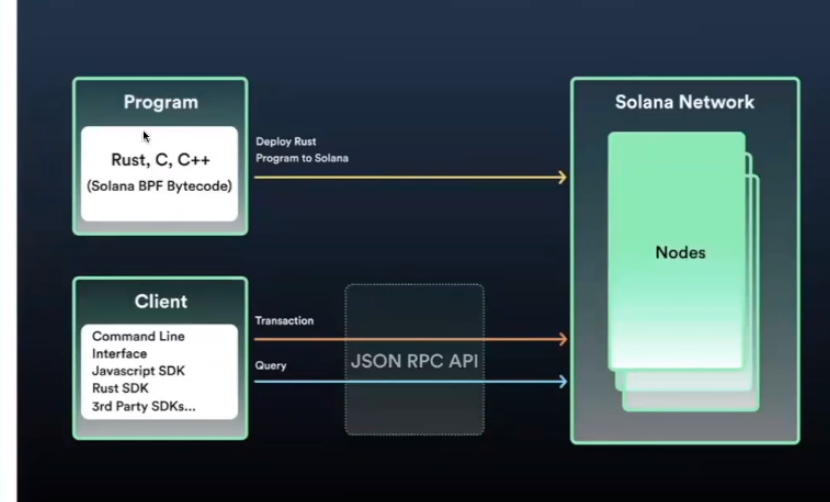 Program
Rust, C, C++
(Solana BPF Bytecode)
Deploy Rust
Program to Solana
Solana Network
Nodes
Client
Command Line
Interface
Javascript SDK
Rust SDK
3rd Party SDKs...
Transaction
Query
JSON RPC API